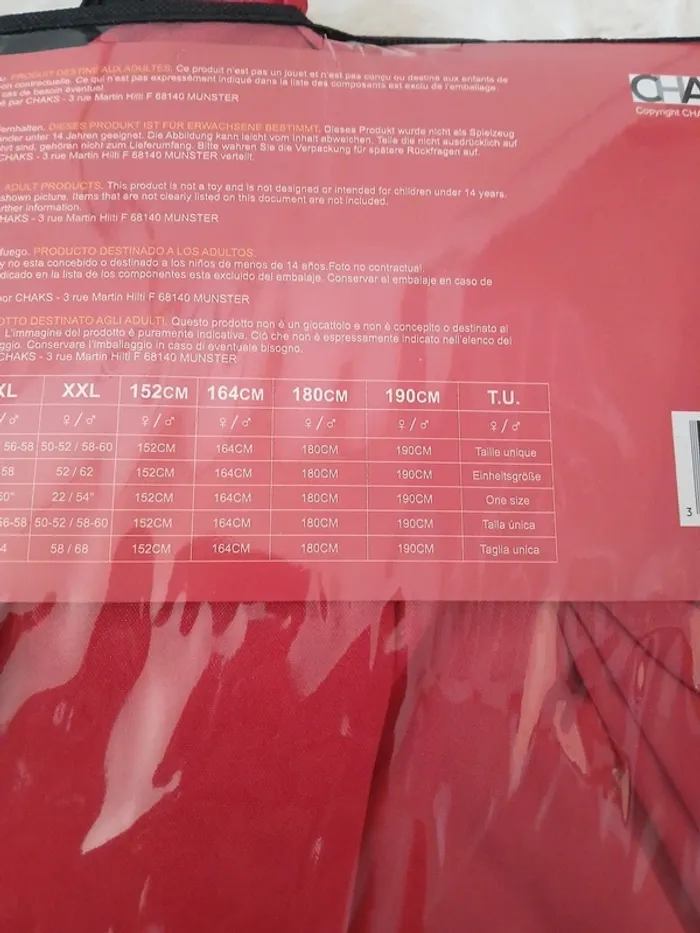 PRODUIT DESTINÉ AUX ADULTES. Ce produit n'est pas un jouet et n'est pas conçu ou destiné aux enfants de
contractuelle. Ce qui n'est pas expressément indiqué dans la liste des composants est exclu de l'emballage.
cas de besoin éventuel.
par CHAKS - 3 rue Martin Hilti F 68140 MUNSTER
DIESES PRODUKT IST FÜR ERWACHSENE BESTIMMT. Dieses Produkt wurde nicht als Spielzeug
unter 14 Jahren geeignet. Die Abbildung kann leicht vom Inhalt abweichen. Teile die nicht ausdrücklich auf
sind, gehören nicht zum Lieferumfang. Bitte wahren Sie die Verpackung für spätere Rückfragen auf.
CHAKS - 3 rue Martin Hilti F 68140 MUNSTER verteilt.
ADULT PRODUCTS. This product is not a toy and is not designed or intended for children under 14 years.
shown picture. Items that are not clearly listed on this document are not included.
further information.
CHAKS - 3 rue Martin Hilti F 68140 MUNSTER
fuego. PRODUCTO DESTINADO A LOS ADULTOS.
y no esta concebido o destinado a los niños de menos de 14 años.Foto no contractual.
dicado en la lista de los componentes esta excluido del embalaje. Conservar al embalaje en caso de
por CHAKS - 3 rue Martin Hilti F 68140 MUNSTER
OTTO DESTINATO AGLI ADULTI. Questo prodotto non è un giocattolo e non è concepito o destinato ai
L'immagine del prodotto è puramente indicativa. Ciò che non è espressamente indicato nell'elenco dei
ggio. Conservare l'imballaggio in caso di eventuele bisogno.
CHAKS - 3 rue Martin Hilti F 68140 MUNSTER
CHA
Copyright CHA
XL XXL 152CM 164CM 180CM 190CM T.U.
♀/♂ ♀/♂ ♀/♂ ♀/♂ ♀/♂ ♀/♂ ♀/♂
56-58 50-52 / 58-60 152CM 164CM 180CM 190CM Taille unique
58 52 / 62 152CM 164CM 180CM 190CM Einheitsgröße
50" 22 / 54" 152CM 164CM 180CM 190CM One size
56-58 50-52 / 58-60 152CM 164CM 180CM 190CM Talla única
4 58 / 68 152CM 164CM 180CM 190CM Taglia unica
3